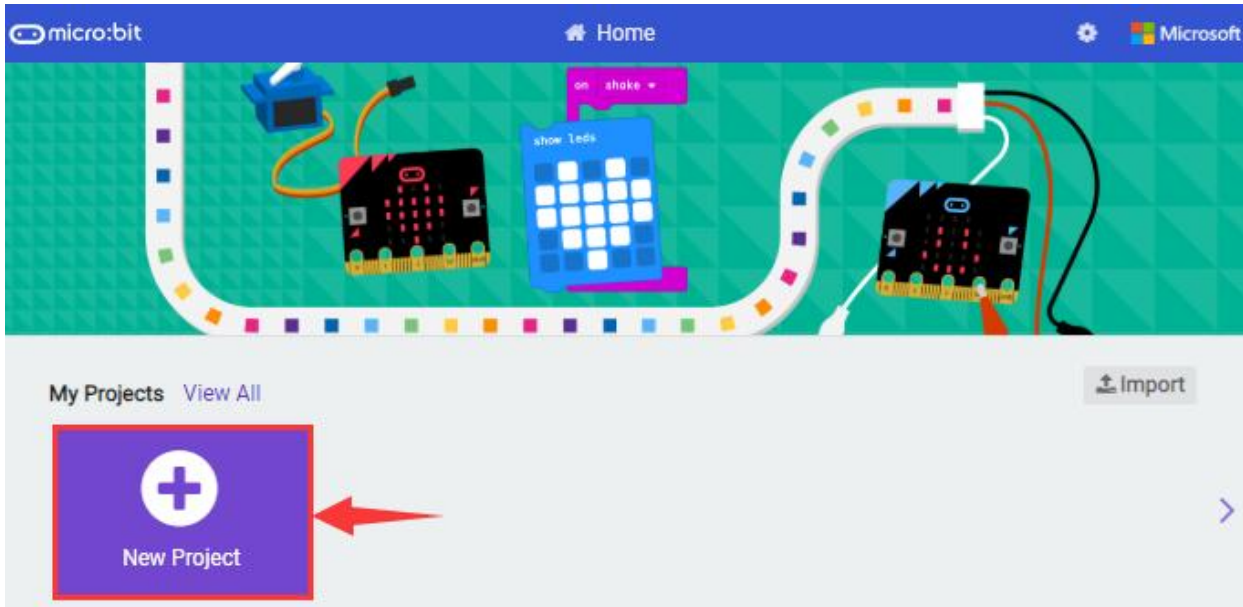 micro:bit
Home
Microsoft
on shake
show leds
My Projects View All
Import
New Project